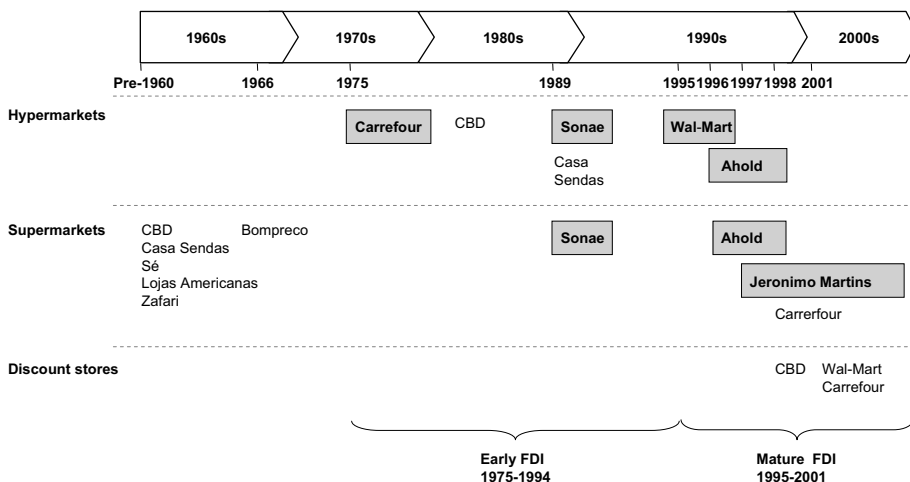 1960s 1970s 1980s 1990s 2000s
Pre-1960 1966 1975 1989 1995 1996 1997 1998 2001
Hypermarkets
Carrefour CBD Sonae Wal-Mart
Casa
Sendas
Ahold
Supermarkets
CBD Bompreco Sonae Ahold
Casa Sendas
Sé
Lojas Americanas
Zafari
Jeronimo Martins
Carrerfour
Discount stores
CBD Wal-Mart
Carrefour
Early FDI
1975-1994
Mature FDI
1995-2001